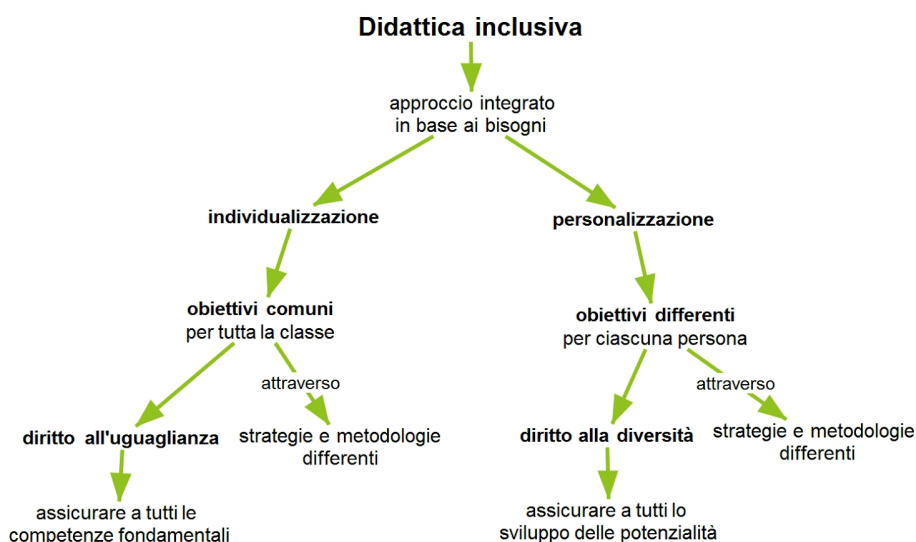 Didattica inclusiva
approccio integrato
in base ai bisogni
individualizzazione
personalizzazione
obiettivi comuni
per tutta la classe
obiettivi differenti
per ciascuna persona
attraverso
attraverso
diritto all'uguaglianza
strategie e metodologie
differenti
diritto alla diversità
strategie e metodologie
differenti
assicurare a tutti le
competenze fondamentali
assicurare a tutti lo
sviluppo delle potenzialità